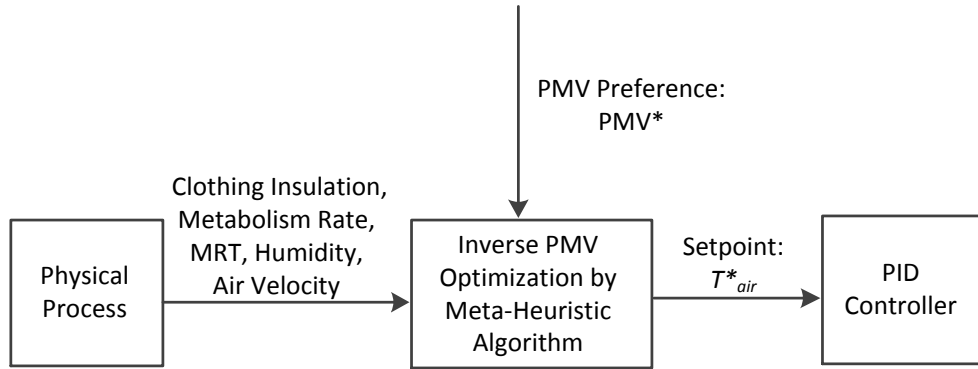 PMV Preference:
PMV*
Clothing Insulation,
Metabolism Rate,
MRT, Humidity,
Air Velocity
Physical
Process
Inverse PMV
Optimization by
Meta-Heuristic
Algorithm
Setpoint:
T*air
PID
Controller